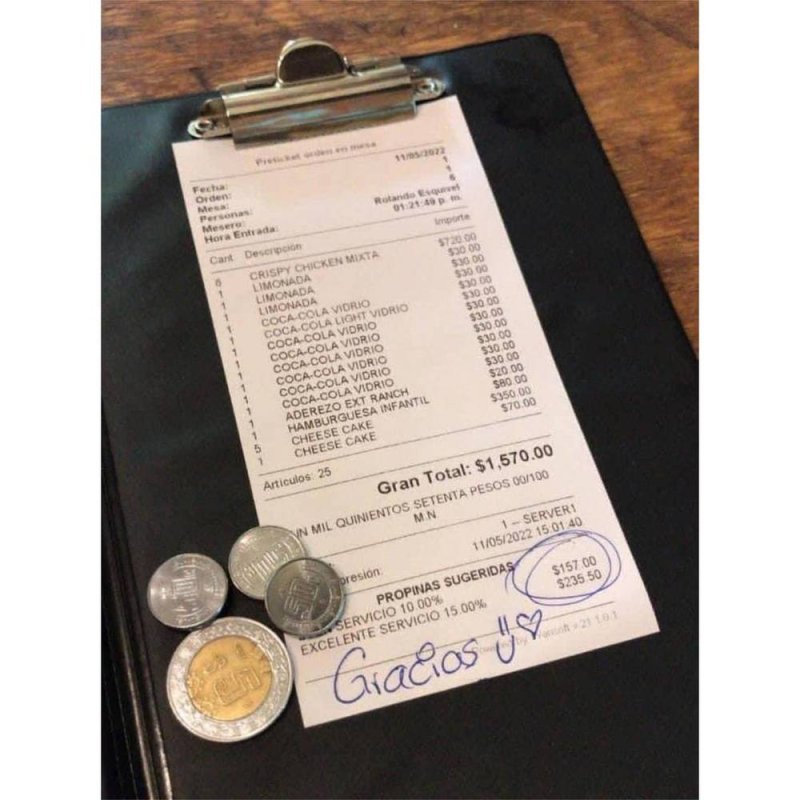 Preticket orden en mesa
Fecha: 11/05/2022
Orden: 1
Mesa: 1
Personas: 6
Mesero: Rolando Esquivel
Hora Entrada: 01:21:49 p. m.
Cant Descripcion Importe
6 CRISPY CHICKEN MIXTA $720.00
1 LIMONADA $30.00
1 LIMONADA $30.00
1 LIMONADA $30.00
1 COCA-COLA VIDRIO $30.00
1 COCA-COLA LIGHT VIDRIO $30.00
1 COCA-COLA VIDRIO $30.00
1 COCA-COLA VIDRIO $30.00
1 COCA-COLA VIDRIO $30.00
1 COCA-COLA VIDRIO $30.00
1 COCA-COLA VIDRIO $30.00
1 COCA-COLA VIDRIO $30.00
1 ADEREZO EXT RANCH $20.00
1 HAMBURGUESA INFANTIL $80.00
5 CHEESE CAKE $350.00
1 CHEESE CAKE $70.00
Articulos: 25
Gran Total: $1,570.00
UN MIL QUINIENTOS SETENTA PESOS 00/100
M.N
1 -- SERVER1
11/05/2022 15:01:40
PROPINAS SUGERIDAS
SERVICIO 10.00% $157.00
EXCELENTE SERVICIO 15.00% $235.50
Gracias